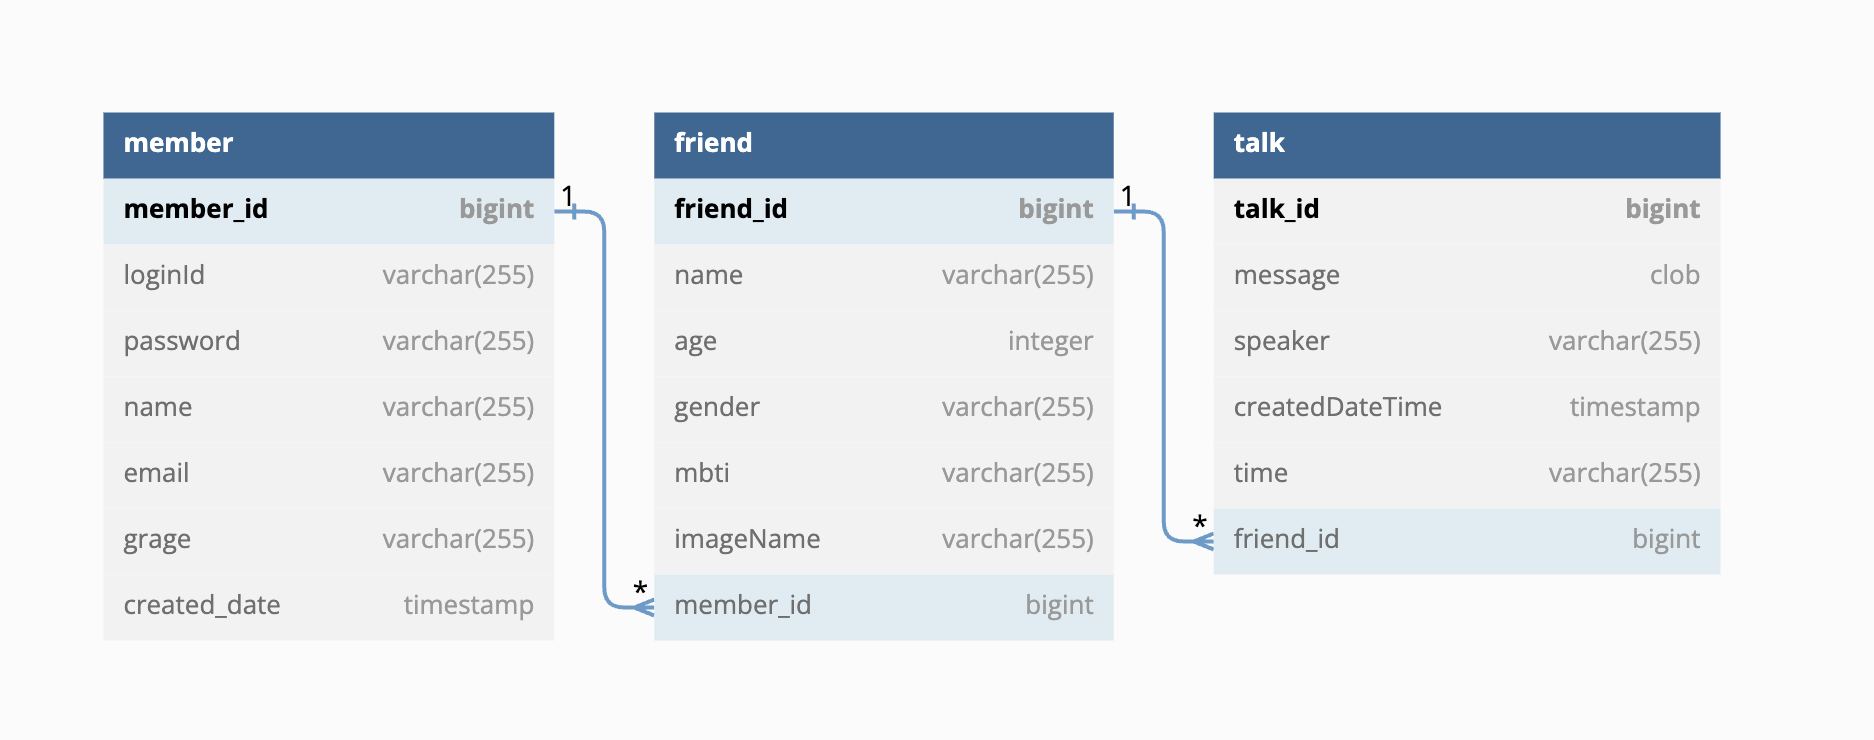 member
member_id bigint
loginId varchar(255)
password varchar(255)
name varchar(255)
email varchar(255)
grage varchar(255)
created_date timestamp
1
*
friend
friend_id bigint
name varchar(255)
age integer
gender varchar(255)
mbti varchar(255)
imageName varchar(255)
member_id bigint
1
*
talk
talk_id bigint
message clob
speaker varchar(255)
createdDateTime timestamp
time varchar(255)
friend_id bigint